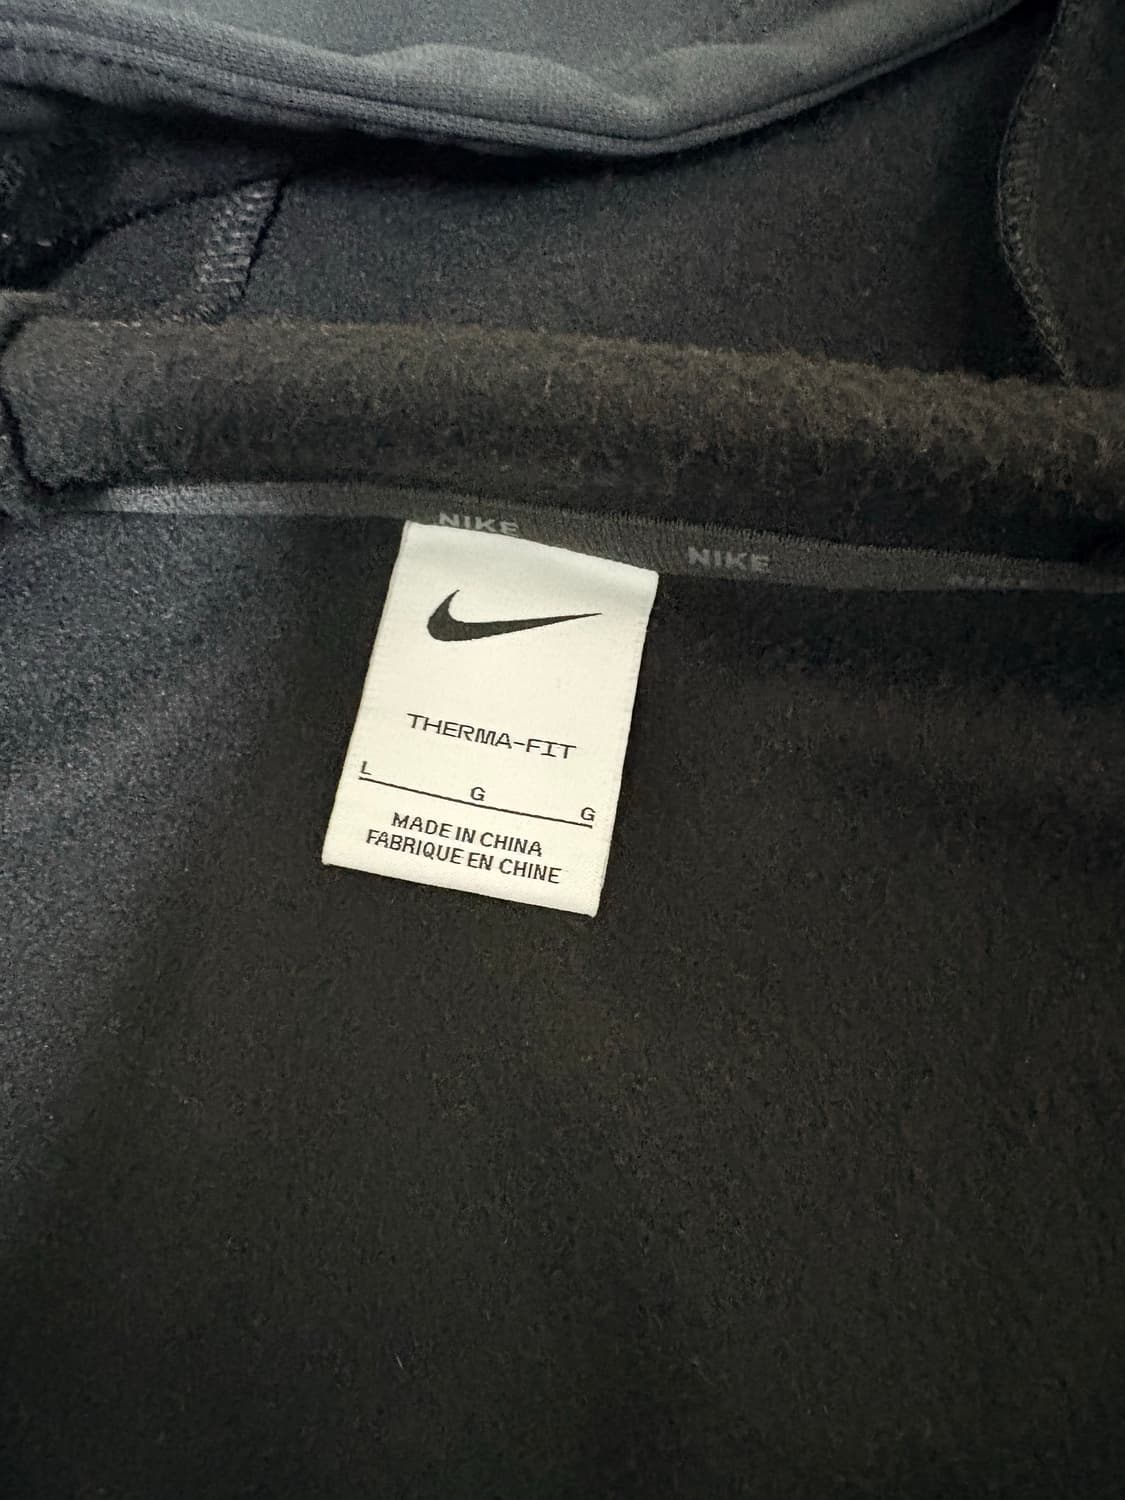 NIKE
NIKE
THERMA-FIT
L G G
MADE IN CHINA
FABRIQUE EN CHINE